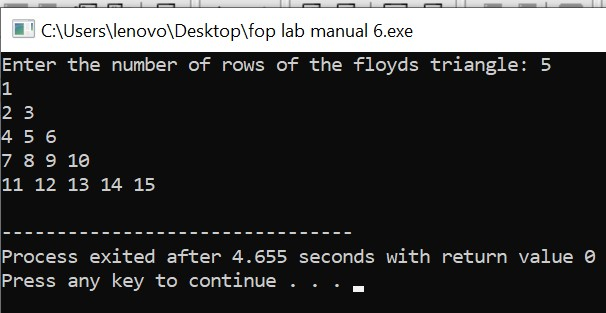 C:\Users\lenovo\Desktop\fop lab manual 6.exe
Enter the number of rows of the floyds triangle: 5
1
2 3
4 5 6
7 8 9 10
11 12 13 14 15
--------------------------------
Process exited after 4.655 seconds with return value 0
Press any key to continue . . .